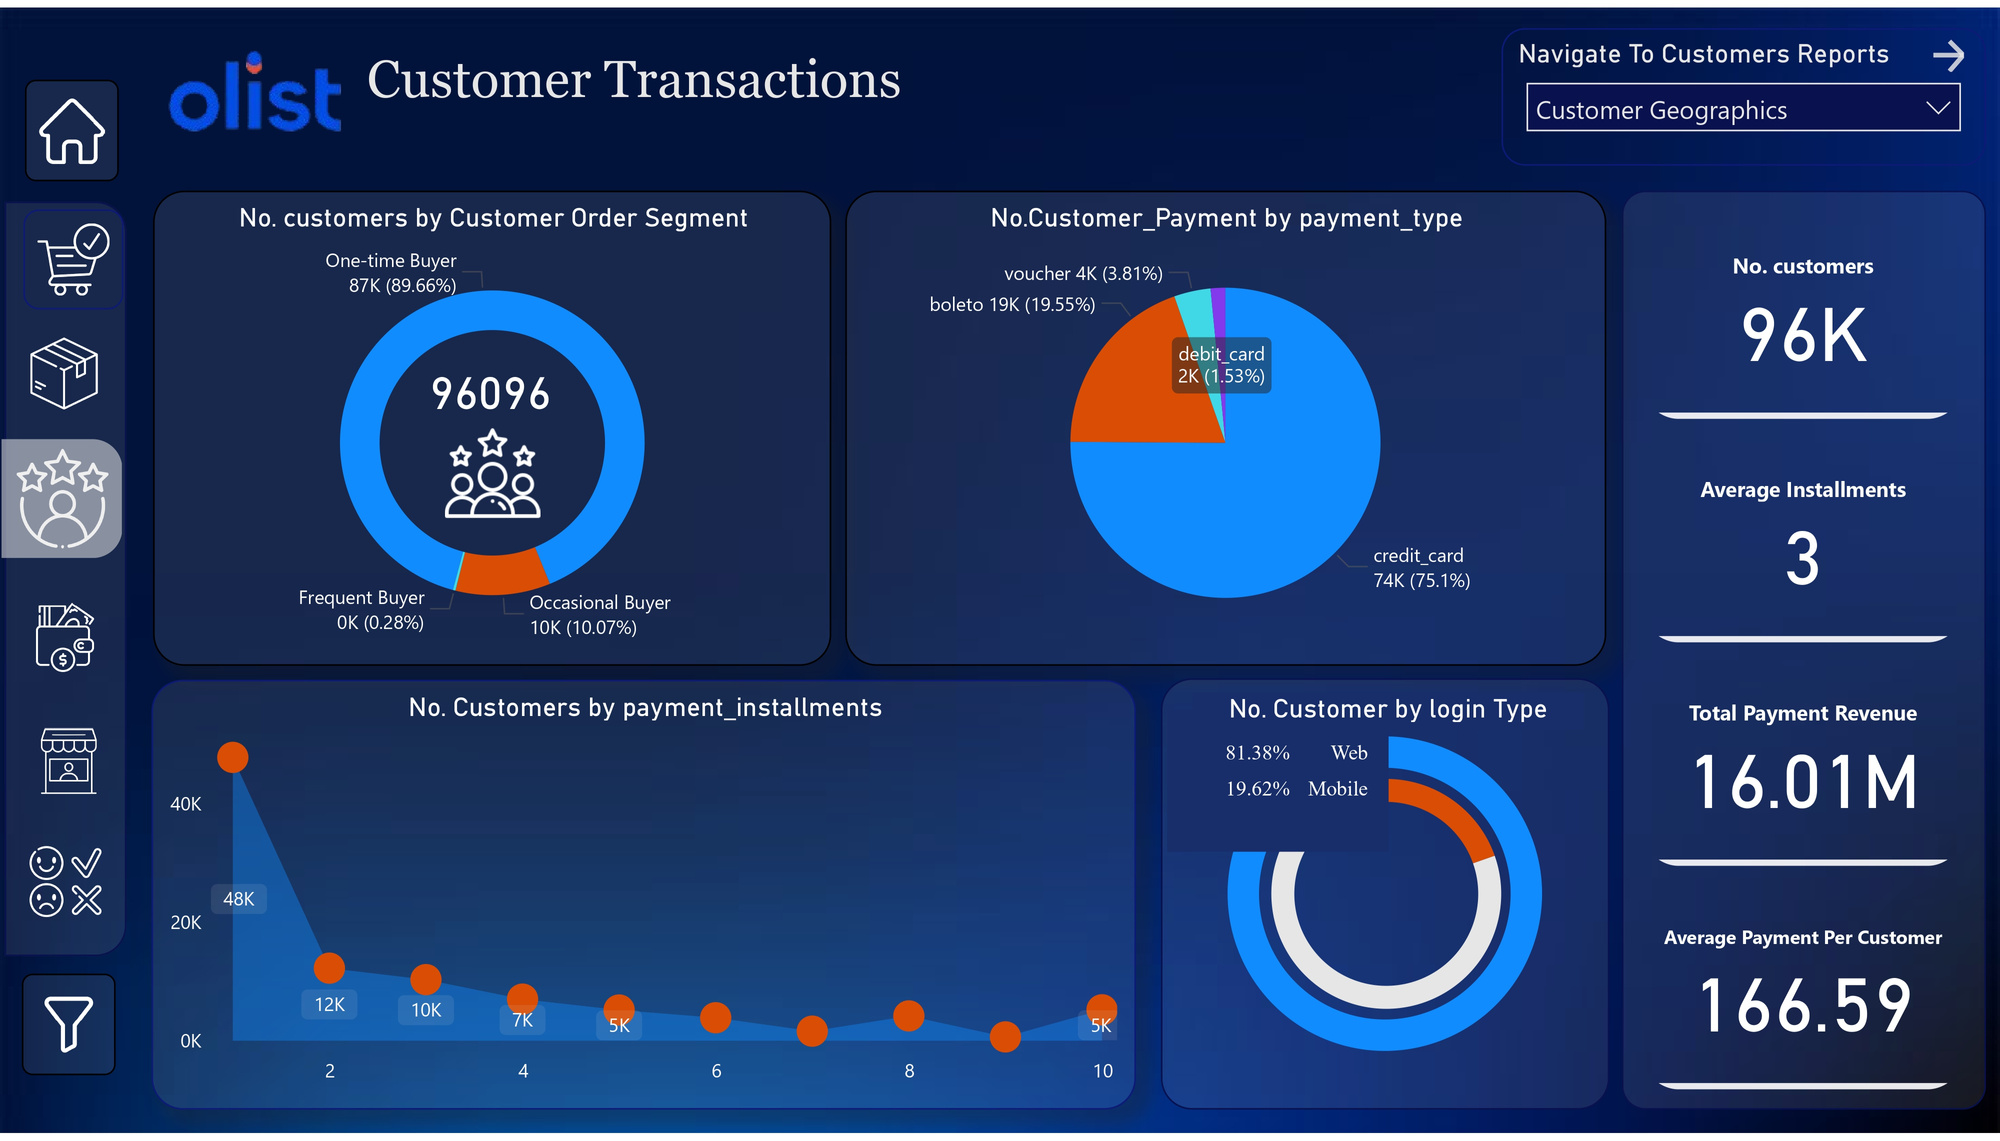 olist
Customer Transactions
Navigate To Customers Reports
Customer Geographics
No. customers by Customer Order Segment
One-time Buyer
87K (89.66%)
96096
Frequent Buyer
0K (0.28%)
Occasional Buyer
10K (10.07%)
No.Customer_Payment by payment_type
voucher 4K (3.81%)
boleto 19K (19.55%)
debit_card
2K (1.53%)
credit_card
74K (75.1%)
No. customers
96K
Average Installments
3
Total Payment Revenue
16.01M
Average Payment Per Customer
166.59
No. Customers by payment_installments
40K
20K
0K
48K
12K
10K
7K
5K
5K
2
4
6
8
10
No. Customer by login Type
81.38% Web
19.62% Mobile